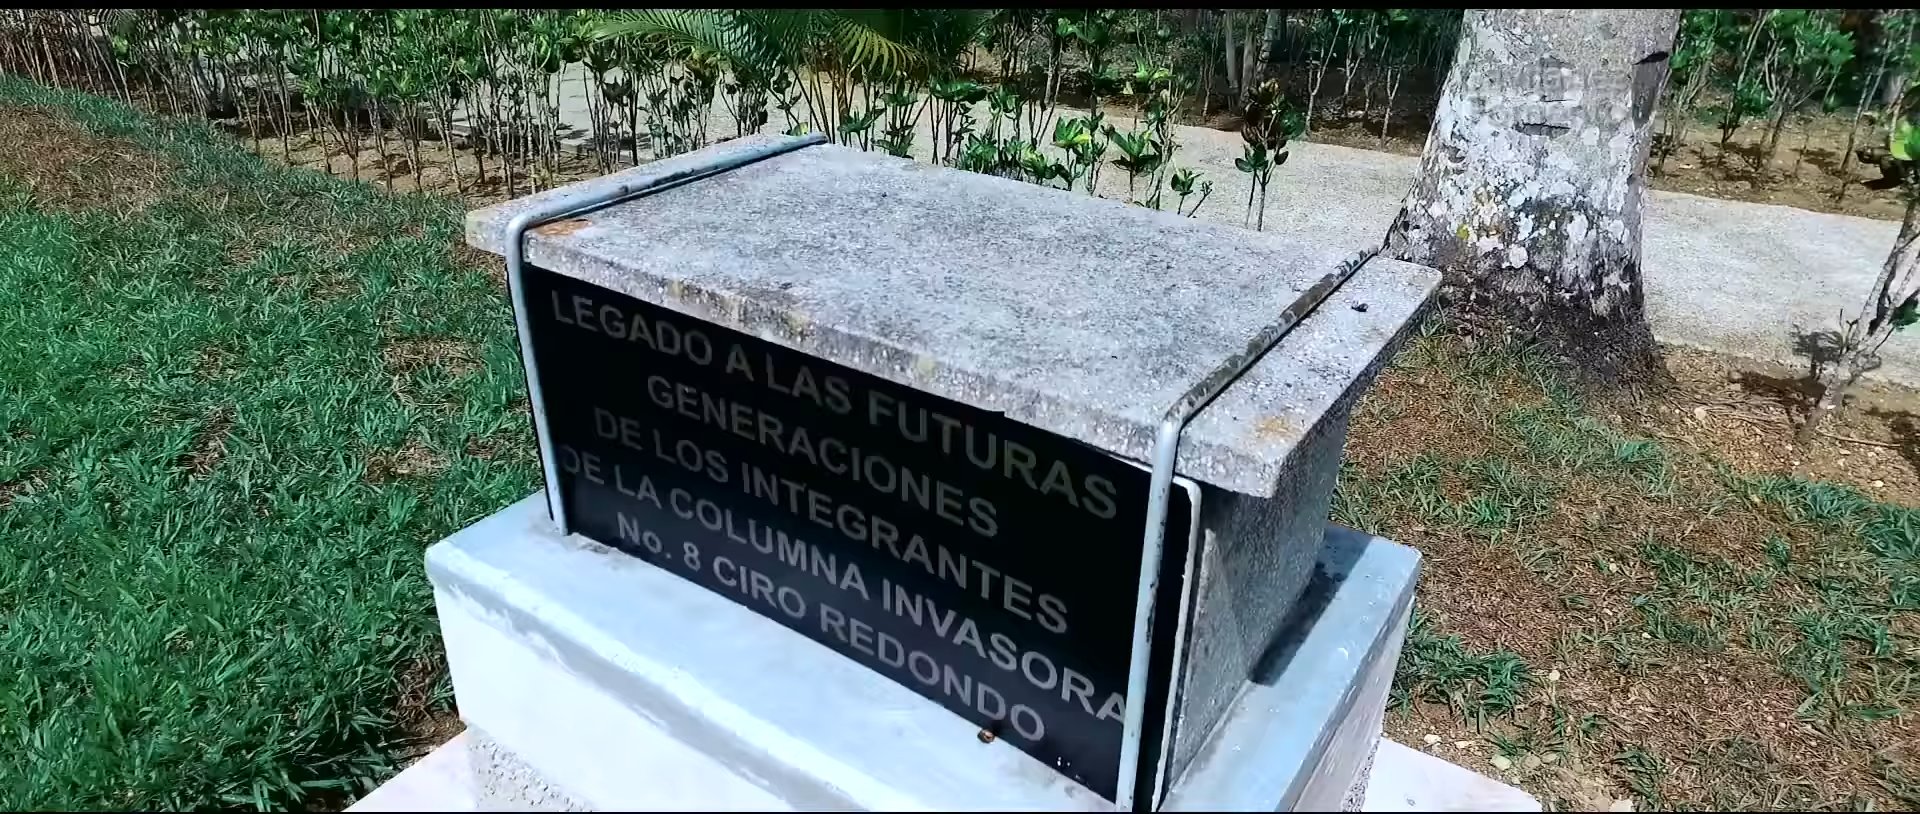 LEGADO A LAS FUTURAS
GENERACIONES
DE LOS INTEGRANTES
DE LA COLUMNA INVASORA
No. 8 CIRO REDONDO